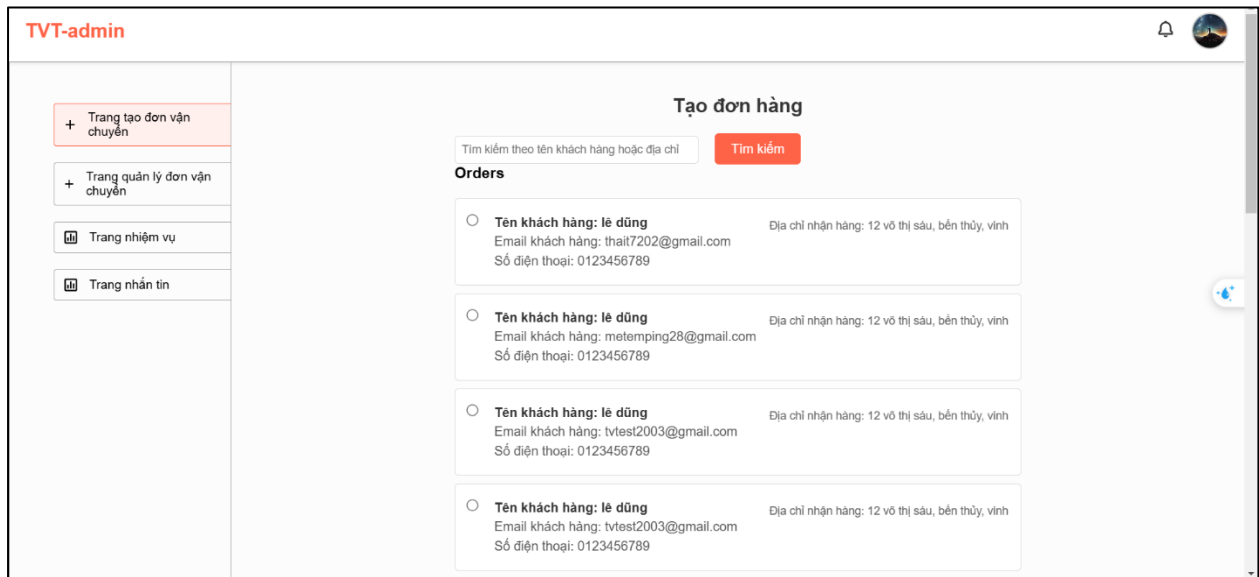 TVT-admin
Trang tạo đơn vận
chuyển
Trang quản lý đơn vận
chuyển
Trang nhiệm vụ
Trang nhắn tin
Tạo đơn hàng
Tìm kiếm theo tên khách hàng hoặc địa chỉ
Tìm kiếm
Orders
Tên khách hàng: lê dũng
Địa chỉ nhận hàng: 12 võ thị sáu, bến thủy, vinh
Email khách hàng: thait7202@gmail.com
Số điện thoại: 0123456789
Tên khách hàng: lê dũng
Địa chỉ nhận hàng: 12 võ thị sáu, bến thủy, vinh
Email khách hàng: metemping28@gmail.com
Số điện thoại: 0123456789
Tên khách hàng: lê dũng
Địa chỉ nhận hàng: 12 võ thị sáu, bến thủy, vinh
Email khách hàng: tvtest2003@gmail.com
Số điện thoại: 0123456789
Tên khách hàng: lê dũng
Địa chỉ nhận hàng: 12 võ thị sáu, bến thủy, vinh
Email khách hàng: tvtest2003@gmail.com
Số điện thoại: 0123456789